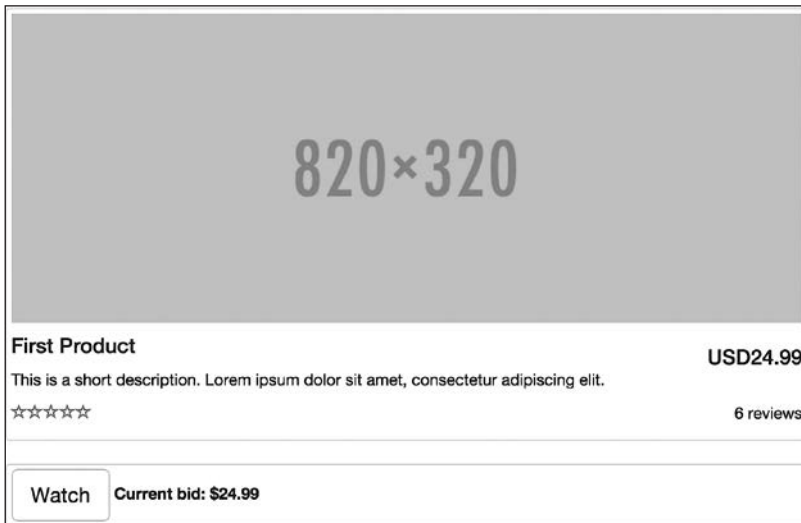 820×320
First Product
USD24.99
This is a short description. Lorem ipsum dolor sit amet, consectetur adipiscing elit.
☆☆☆☆☆
6 reviews
Watch Current bid: $24.99